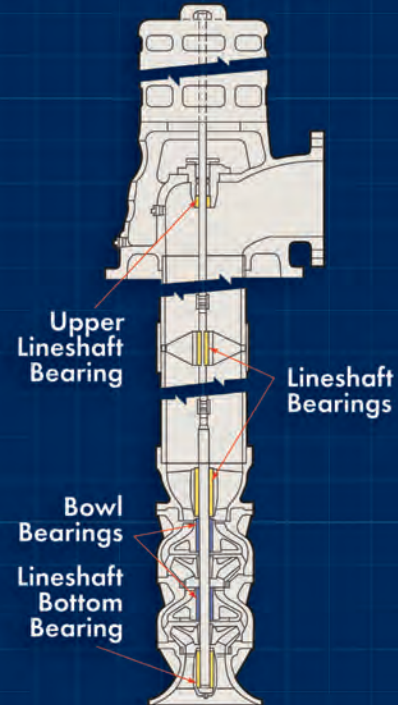 Upper
Lineshaft
Bearing
Lineshaft
Bearings
Bowl
Bearings
Lineshaft
Bottom
Bearing